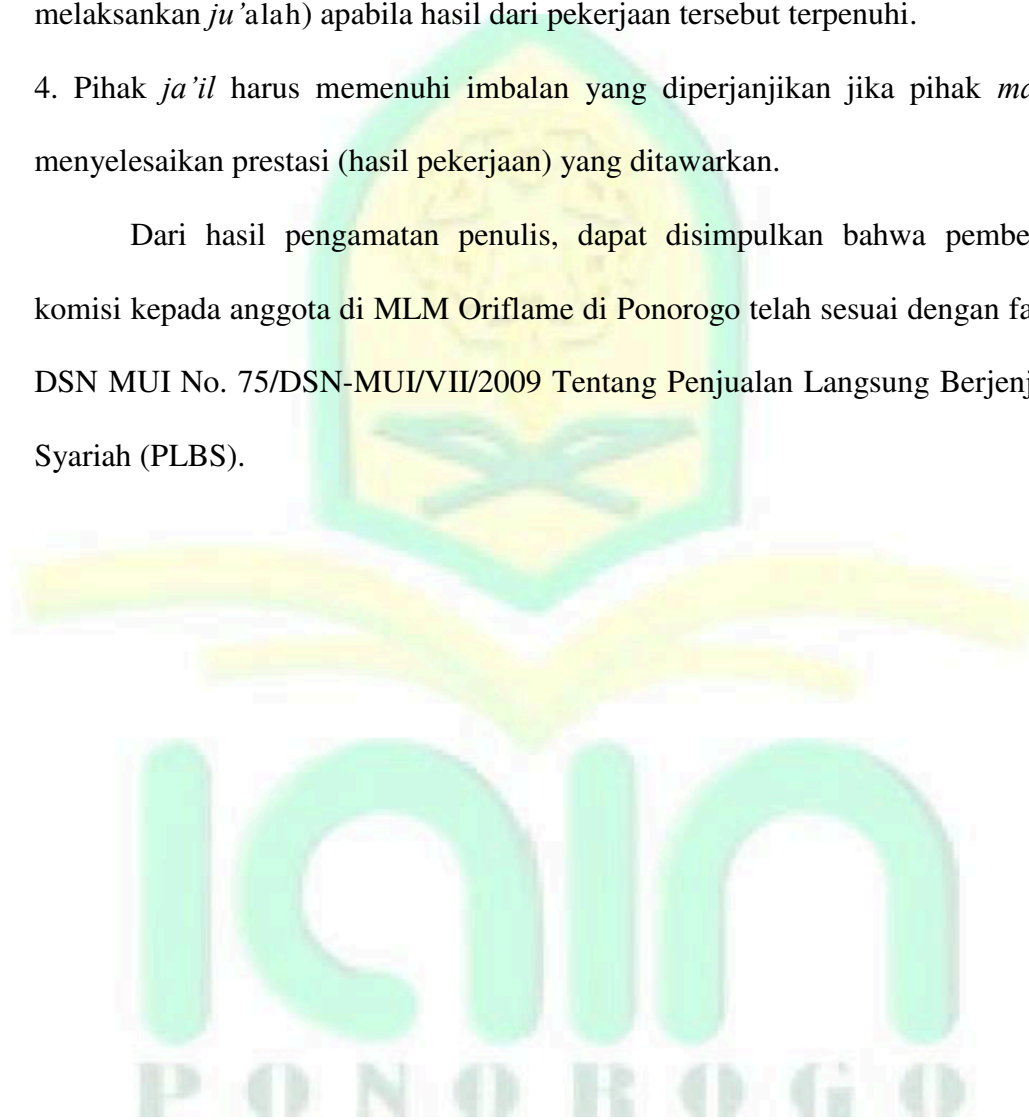 melaksankan ju’alah) apabila hasil dari pekerjaan tersebut terpenuhi.
4. Pihak ja’il harus memenuhi imbalan yang diperjanjikan jika pihak
menyelesaikan prestasi (hasil pekerjaan) yang ditawarkan.
Dari hasil pengamatan penulis, dapat disimpulkan bahwa
komisi kepada anggota di MLM Oriflame di Ponorogo telah sesuai dengan
DSN MUI No. 75/DSN-MUI/VII/2009 Tentang Penjualan Langsung
Syariah (PLBS).
iain
PONOROGO